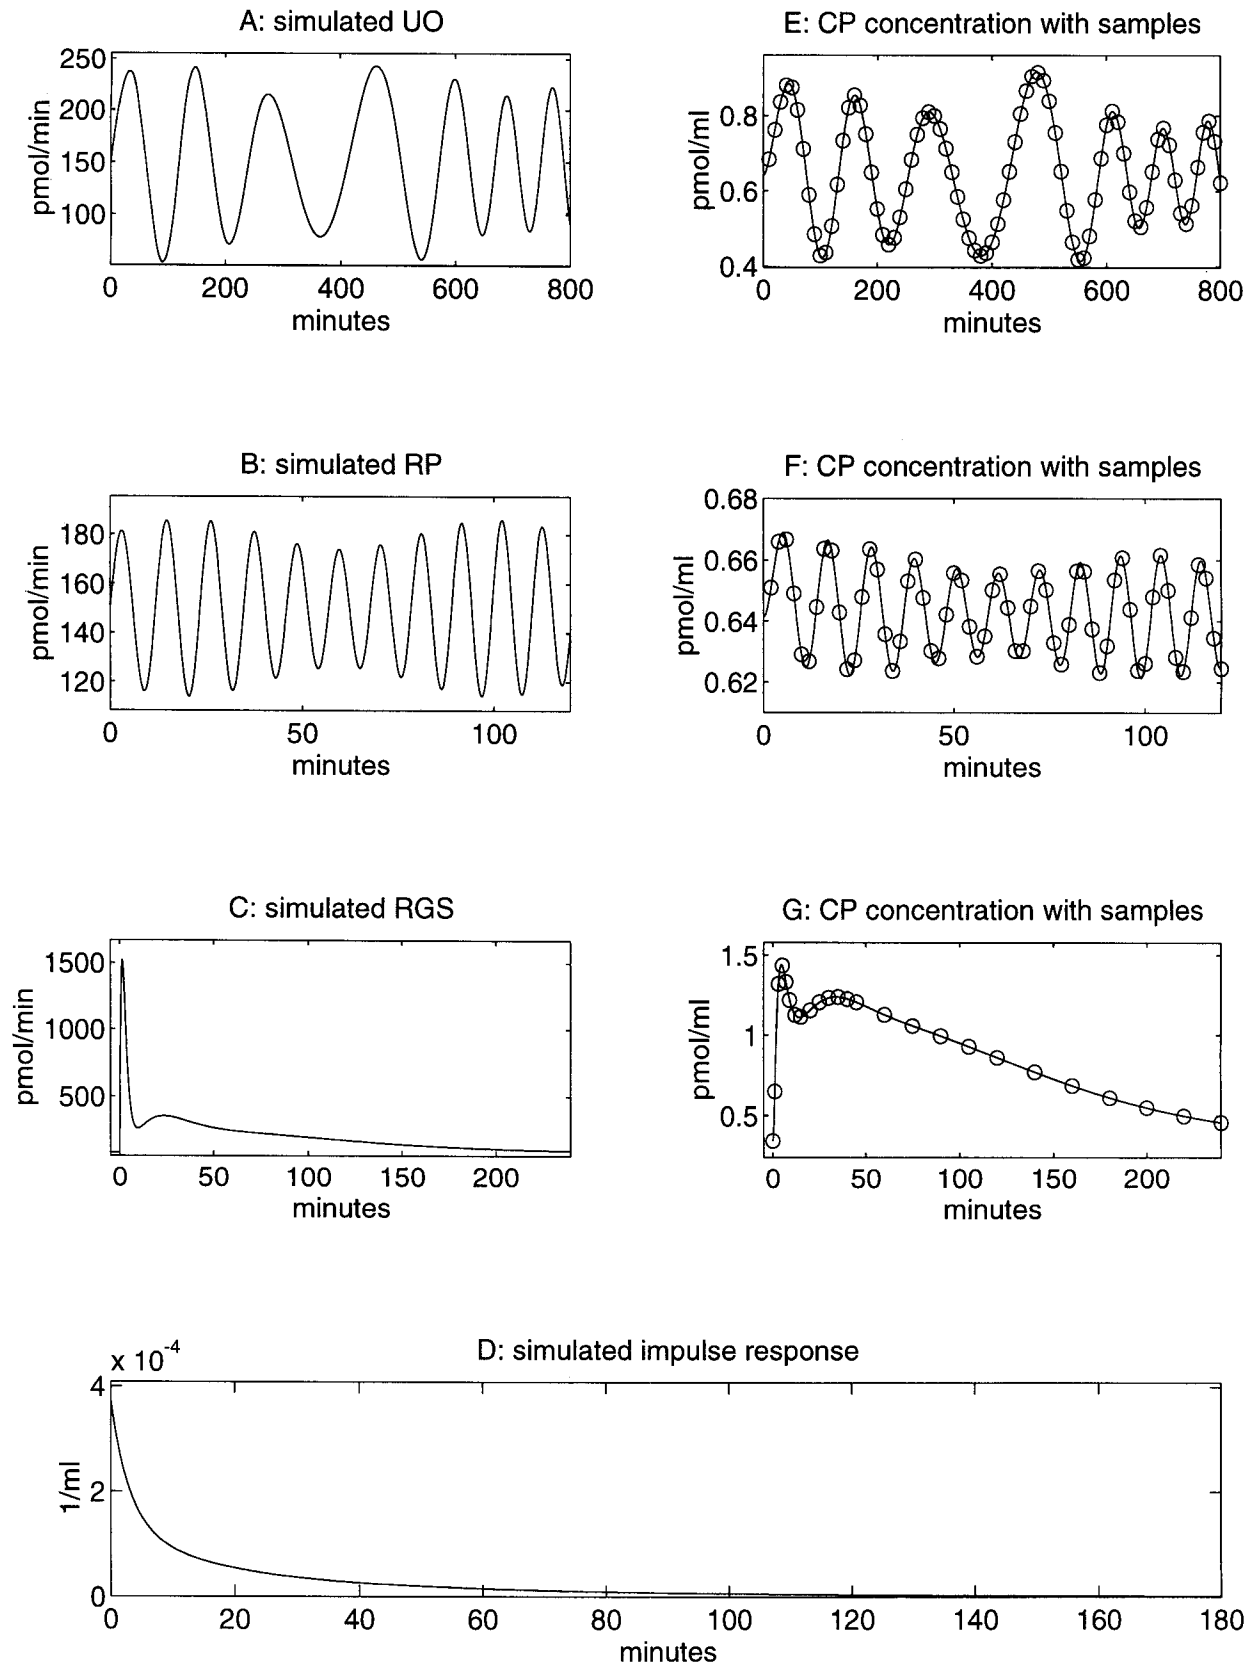 A: simulated UO
250
200
150
100
pmol/min
0 200 400 600 800
minutes
E: CP concentration with samples
0.8
0.6
0.4
pmol/ml
0 200 400 600 800
minutes
B: simulated RP
180
160
140
120
pmol/min
0 50 100
minutes
F: CP concentration with samples
0.68
0.66
0.64
0.62
pmol/ml
0 50 100
minutes
C: simulated RGS
1500
1000
500
pmol/min
0 50 100 150 200
minutes
G: CP concentration with samples
1.5
1
0.5
pmol/ml
0 50 100 150 200
minutes
D: simulated impulse response
x 10⁻⁴
4
2
0
1/ml
0 20 40 60 80 100 120 140 160 180
minutes